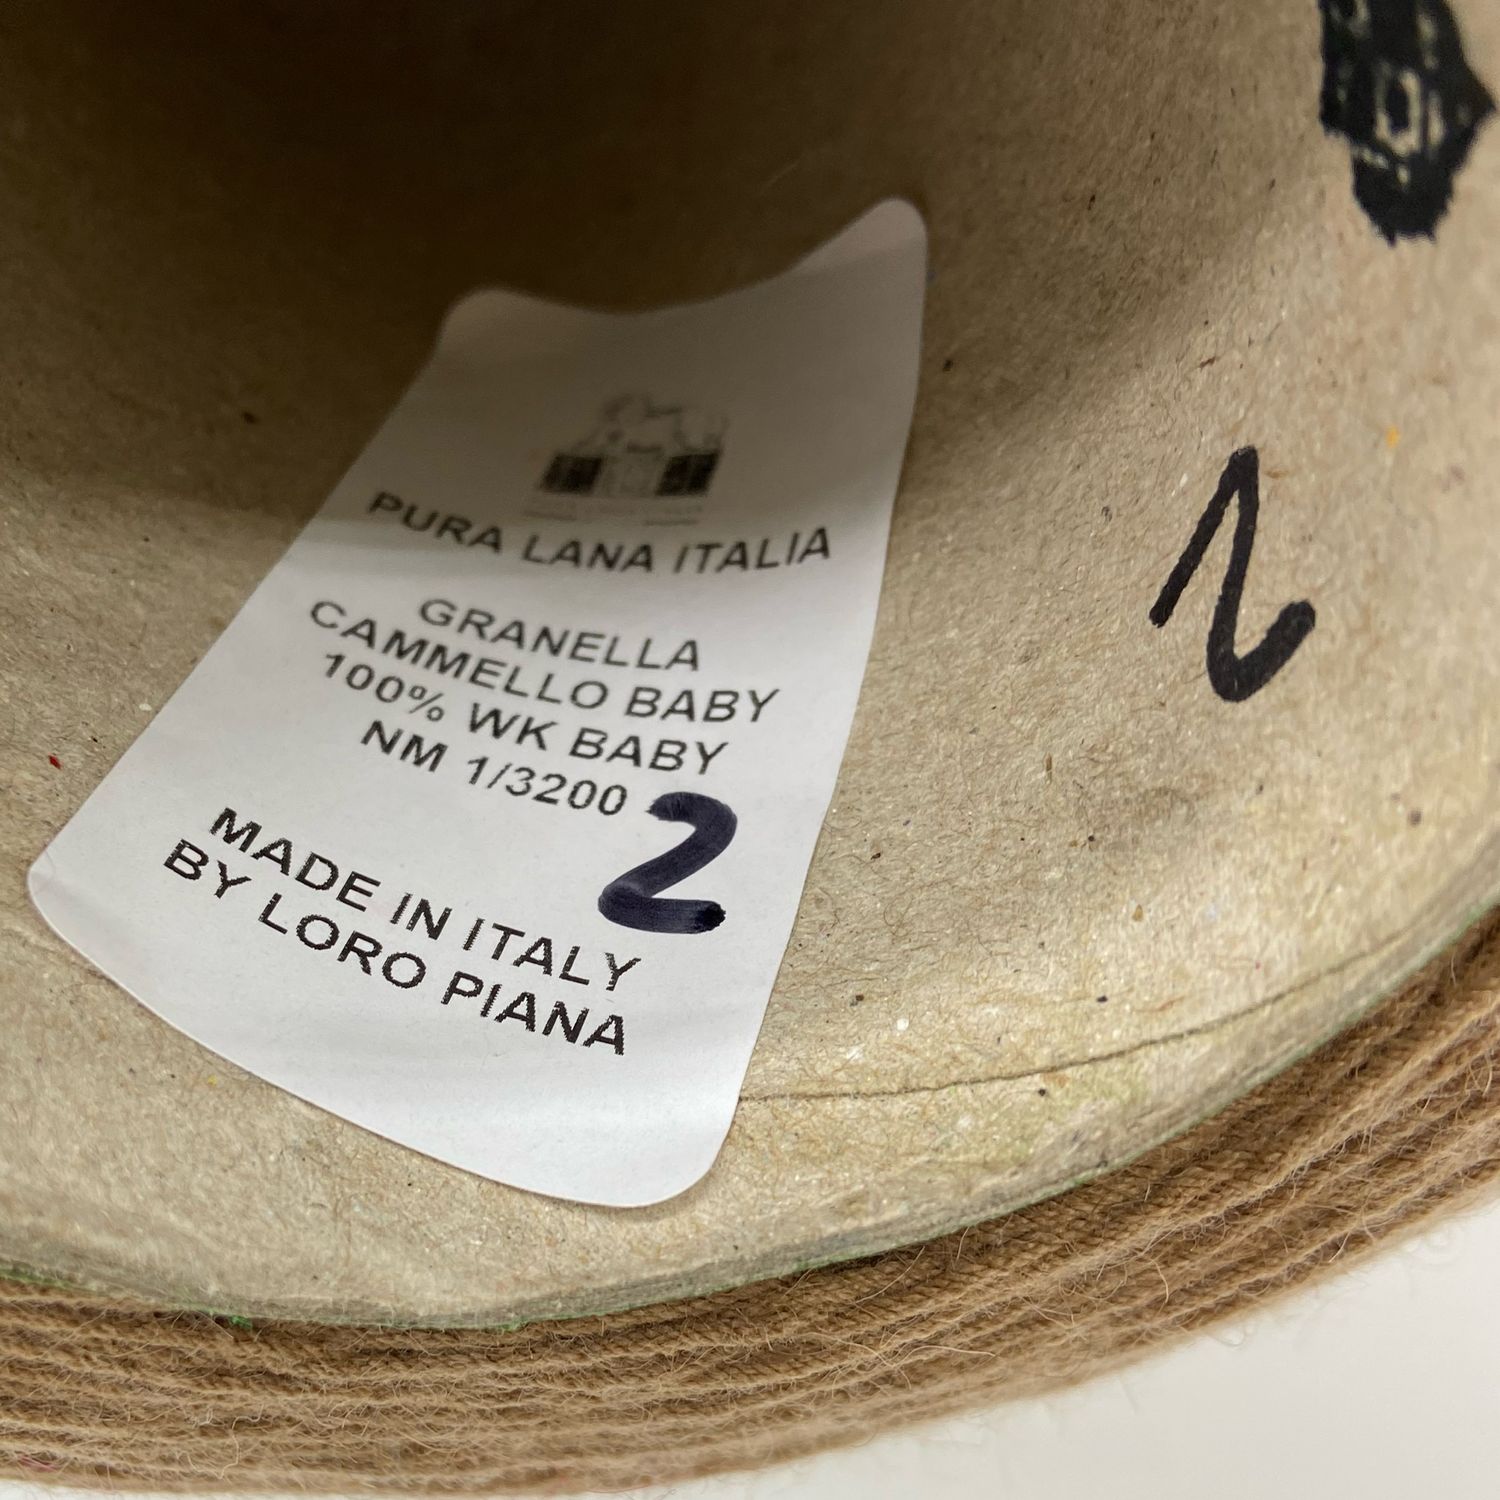 PURA LANA ITALIA
GRANELLA
CAMMELLO BABY
100% WK BABY
NM 1/3200
2
MADE IN ITALY
BY LORO PIANA
2